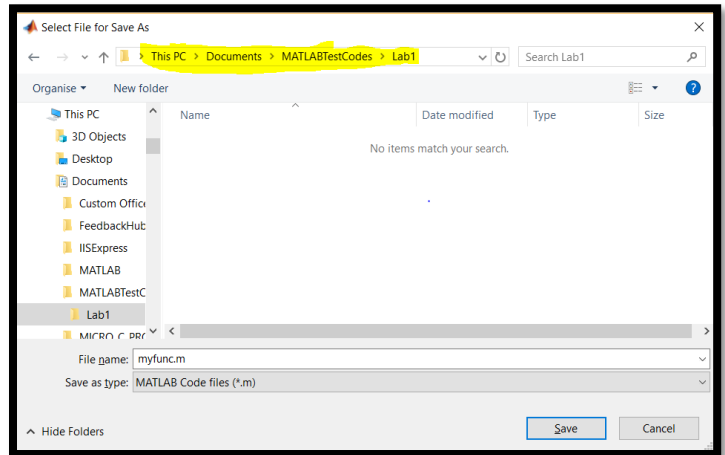 Select File for Save As
This PC > Documents > MATLABTestCodes > Lab1
Search Lab1
Organise New folder
?
Name Date modified Type Size
No items match your search.
This PC
3D Objects
Desktop
Documents
Custom Offic
FeedbackHub
IISExpress
MATLAB
MATLABTestC
Lab1
MICRO_C_PR
File name: myfunc.m
Save as type: MATLAB Code files (*.m)
Hide Folders
Save Cancel